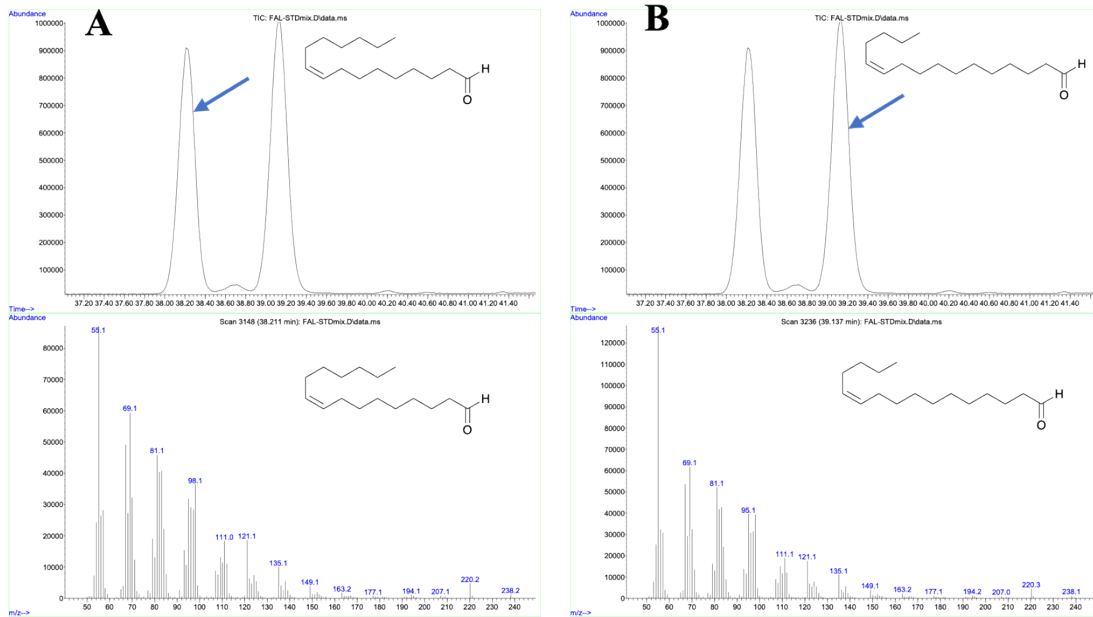 A
Abundance
TIC: FAL-STDmix.D\data.ms
1000000
900000
800000
700000
600000
500000
400000
300000
200000
100000
H
O
37.20 37.40 37.60 37.80 38.00 38.20 38.40 38.60 38.80 39.00 39.20 39.40 39.60 39.80 40.00 40.20 40.40 40.60 40.80 41.00 41.20 41.40
Time-->
Abundance
Scan 3148 (38.211 min): FAL-STDmix.D\data.ms
80000
70000
60000
50000
40000
30000
20000
10000
0
55.1
69.1
81.1
98.1
111.0
121.1
135.1
149.1
163.2
177.1
194.1
207.1
220.2
238.2
H
O
50 60 70 80 90 100 110 120 130 140 150 160 170 180 190 200 210 220 230 240
m/z-->
B
Abundance
TIC: FAL-STDmix.D\data.ms
1000000
900000
800000
700000
600000
500000
400000
300000
200000
100000
H
O
37.20 37.40 37.60 37.80 38.00 38.20 38.40 38.60 38.80 39.00 39.20 39.40 39.60 39.80 40.00 40.20 40.40 40.60 40.80 41.00 41.20 41.40
Time-->
Abundance
Scan 3236 (39.137 min): FAL-STDmix.D\data.ms
120000
110000
100000
90000
80000
70000
60000
50000
40000
30000
20000
10000
0
55.1
69.1
81.1
95.1
111.1
121.1
135.1
149.1
163.2
177.1
194.2
207.0
220.3
238.1
H
O
50 60 70 80 90 100 110 120 130 140 150 160 170 180 190 200 210 220 230 240
m/z-->